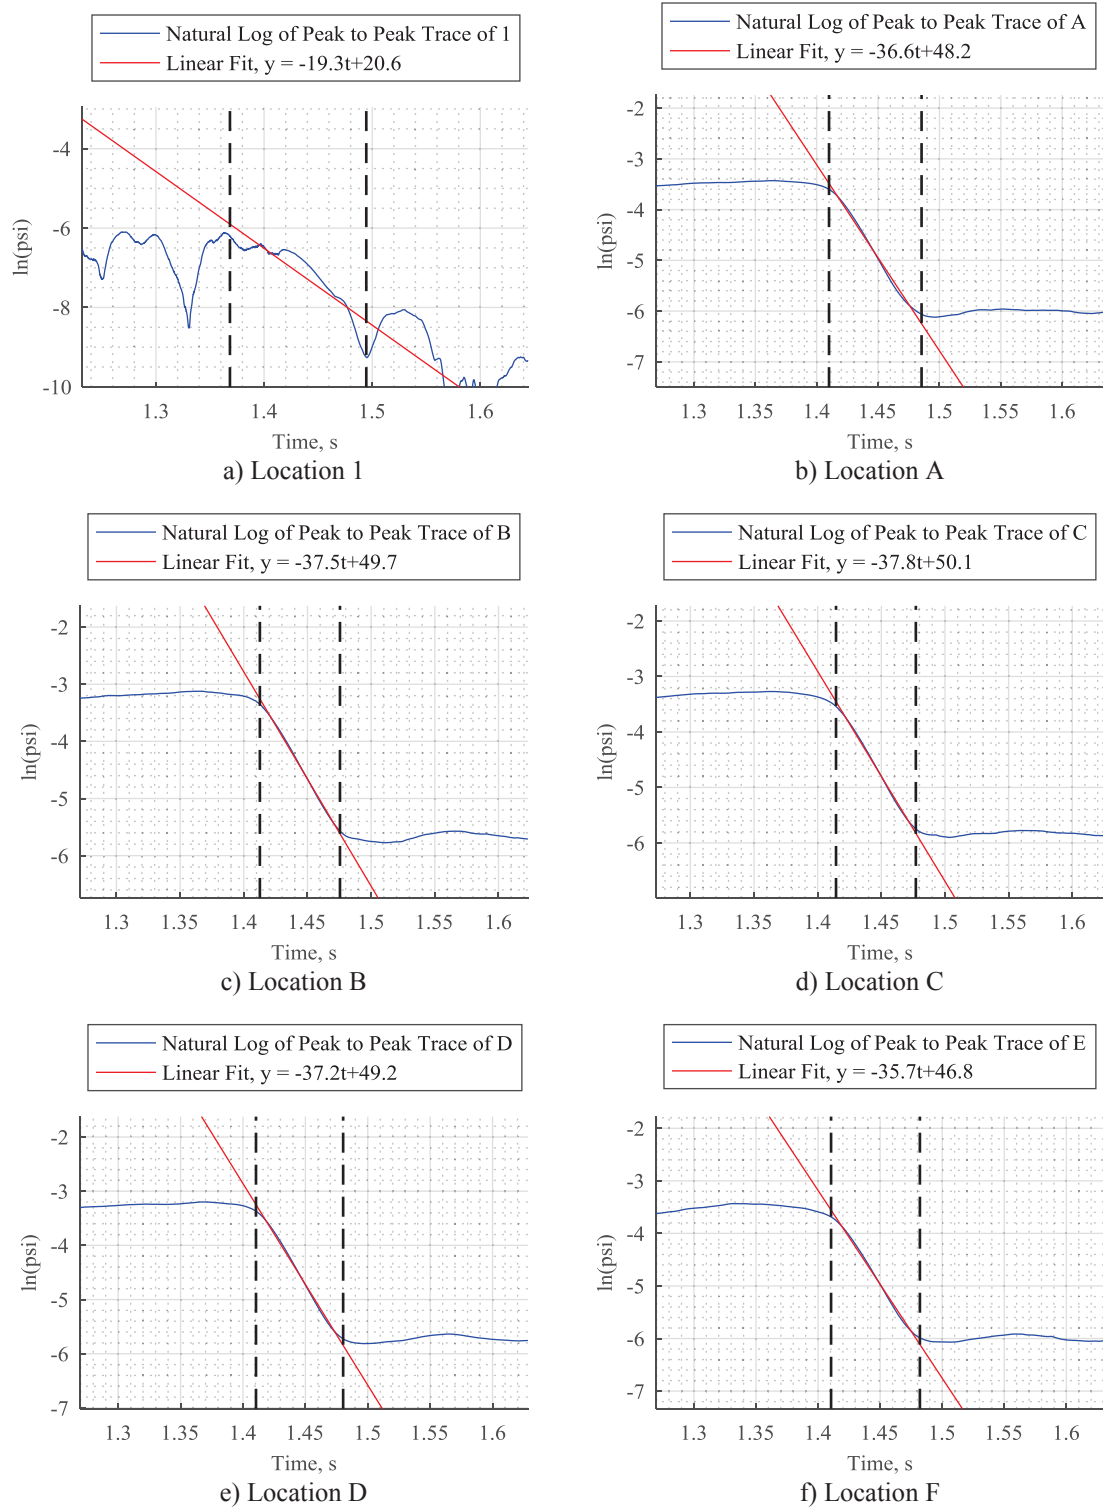 Natural Log of Peak to Peak Trace of 1
Linear Fit, y = -19.3t+20.6
-4
-6
-8
-10
ln(psi)
1.3
1.4
1.5
1.6
Time, s
a) Location 1
Natural Log of Peak to Peak Trace of A
Linear Fit, y = -36.6t+48.2
-2
-3
-4
-5
-6
-7
ln(psi)
1.3
1.35
1.4
1.45
1.5
1.55
1.6
Time, s
b) Location A
Natural Log of Peak to Peak Trace of B
Linear Fit, y = -37.5t+49.7
-2
-3
-4
-5
-6
ln(psi)
1.3
1.35
1.4
1.45
1.5
1.55
1.6
Time, s
c) Location B
Natural Log of Peak to Peak Trace of C
Linear Fit, y = -37.8t+50.1
-2
-3
-4
-5
-6
ln(psi)
1.3
1.35
1.4
1.45
1.5
1.55
1.6
Time, s
d) Location C
Natural Log of Peak to Peak Trace of D
Linear Fit, y = -37.2t+49.2
-2
-3
-4
-5
-6
-7
ln(psi)
1.3
1.35
1.4
1.45
1.5
1.55
1.6
Time, s
e) Location D
Natural Log of Peak to Peak Trace of E
Linear Fit, y = -35.7t+46.8
-2
-3
-4
-5
-6
-7
ln(psi)
1.3
1.35
1.4
1.45
1.5
1.55
1.6
Time, s
f) Location F